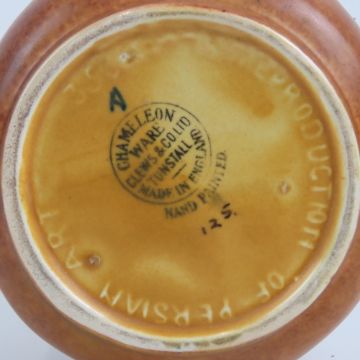 CHAMELEON
WARE
CLEWS & CO LTD
TUNSTALL
MADE IN ENGLAND
HAND PAINTED.
125.
REPRODUCTION OF PERSIAN ART